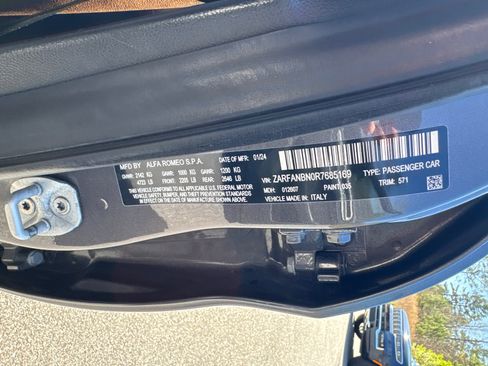 MFD BY ALFA ROMEO S.P.A. DATE OF MFD: 01/24
GVWR: 2142 KG GAWR: 1000 KG GAWR: 1200 KG
4723 LB FRONT: 2205 LB REAR: 2646 LB
THIS VEHICLE CONFORMS TO ALL APPLICABLE U.S. FEDERAL MOTOR
VEHICLE SAFETY, BUMPER, AND THEFT PREVENTION STANDARDS
IN EFFECT ON THE DATE OF MANUFACTURE SHOWN ABOVE
VIN: ZARFANBN0R7685169 TYPE: PASSENGER CAR
MDH: 012607 PAINT: 035 TRIM: 571
VEHICLE MADE IN: ITALY